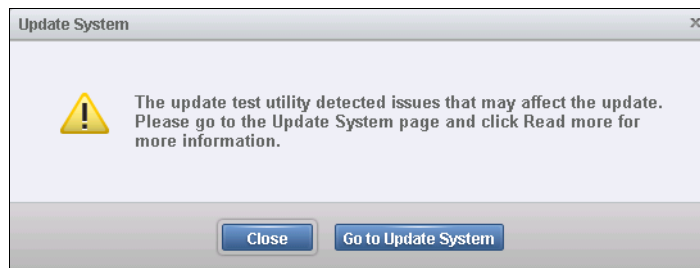 Update System
The update test utility detected issues that may affect the update.
Please go to the Update System page and click Read more for
more information.
Close
Go to Update System